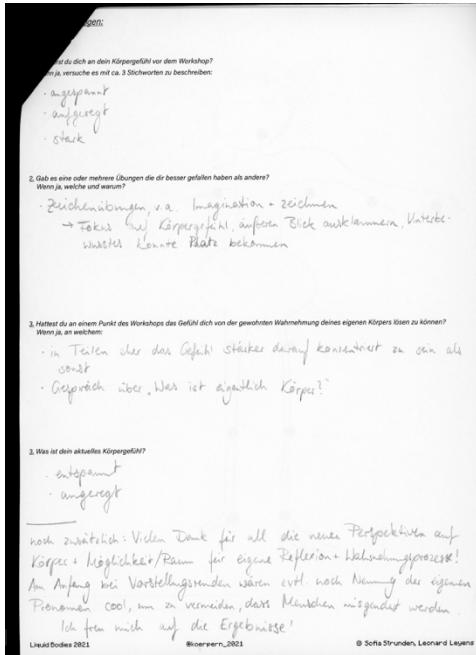 gen:
st du dich an dein Körpergefühl vor dem Workshop?
nn ja, versuche es mit ca. 3 Stichworten zu beschreiben:
· angespannt
· aufgeregt
· stark
2. Gab es eine oder mehrere Übungen die dir besser gefallen haben als andere?
Wenn ja, welche und warum?
· Zeichenübungen, v.a. Imagination + zeichnen
→ Fokus auf Körpergefühl, äußeren Blick ausklammern, Unterbe-
wusstes konnte Platz bekommen
3. Hattest du an einem Punkt des Workshops das Gefühl dich von der gewohnten Wahrnehmung deines eigenen Körpers lösen zu können?
Wenn ja, an welchem:
· in Teilen eher das Gefühl stärker darauf konzentriert zu sein als
sonst
· Gespräch über „Was ist eigentlich Körper?"
3. Was ist dein aktuelles Körpergefühl?
· entspannt
· angeregt
noch zusätzlich: Vielen Dank für all die neuen Perspektiven auf
Körper + Möglichkeit/Raum für eigene Reflexion + Wahrnehmungsprozesse!
Am Anfang bei Vorstellungsrunden wären evtl. noch Nennung der eigenen
Pronomen cool, um zu vermeiden, dass Menschen misgendert werden.
Ich freu mich auf die Ergebnisse!
Liquid Bodies 2021 @koerpern_2021 © Sofia Strunden, Leonard Leyens